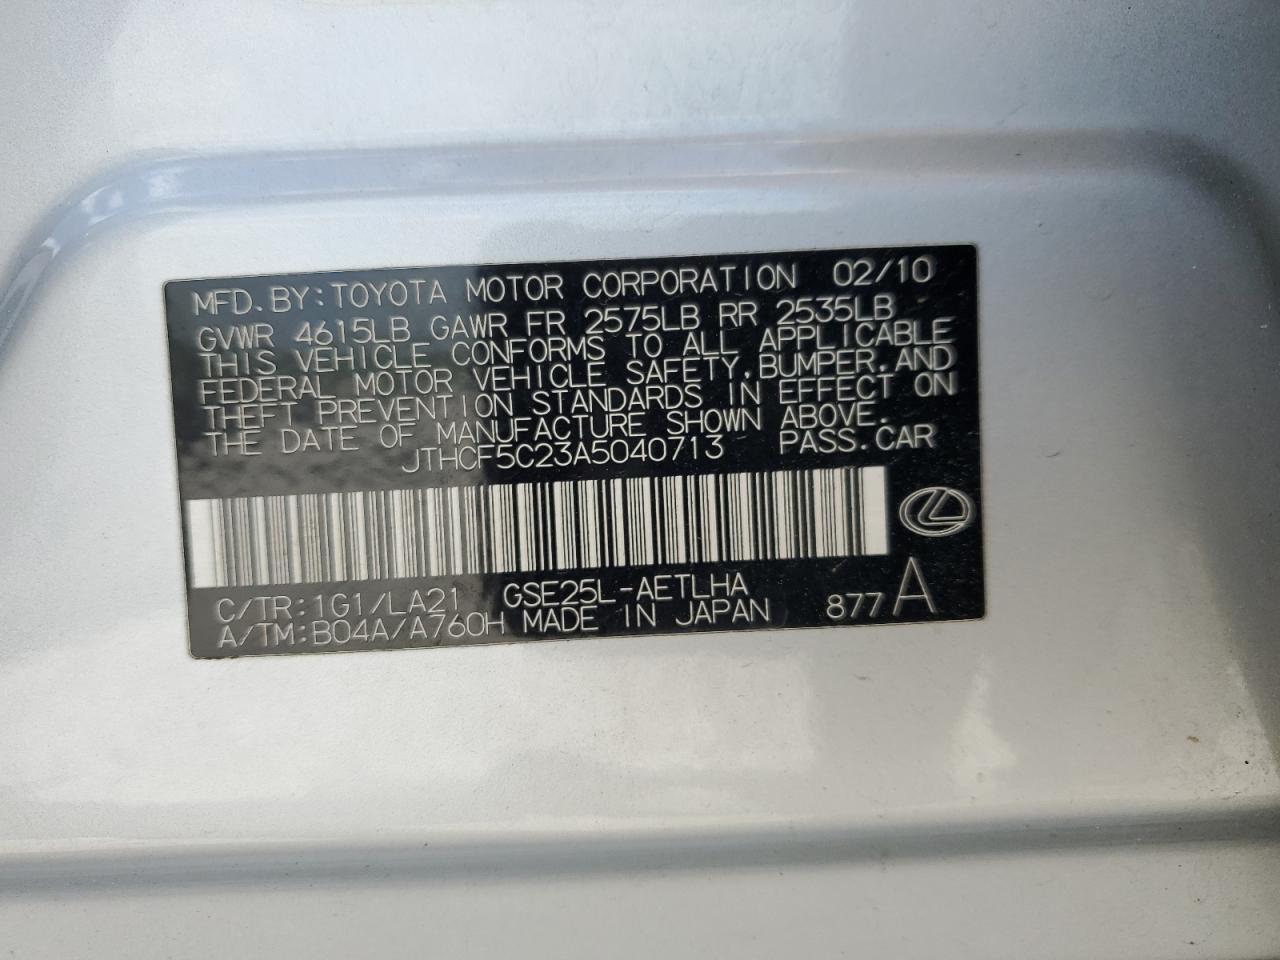 MFD.BY:TOYOTA MOTOR CORPORATION 02/10
GVWR 4615LB GAWR FR 2575LB RR 2535LB
THIS VEHICLE CONFORMS TO ALL APPLICABLE
FEDERAL MOTOR VEHICLE SAFETY,BUMPER,AND
THEFT PREVENTION STANDARDS IN EFFECT ON
THE DATE OF MANUFACTURE SHOWN ABOVE.
JTHCF5C23A5040713 PASS.CAR
C/TR:1G1/LA21 GSE25L-AETLHA
A/TM:B04A/A760H MADE IN JAPAN 877 A